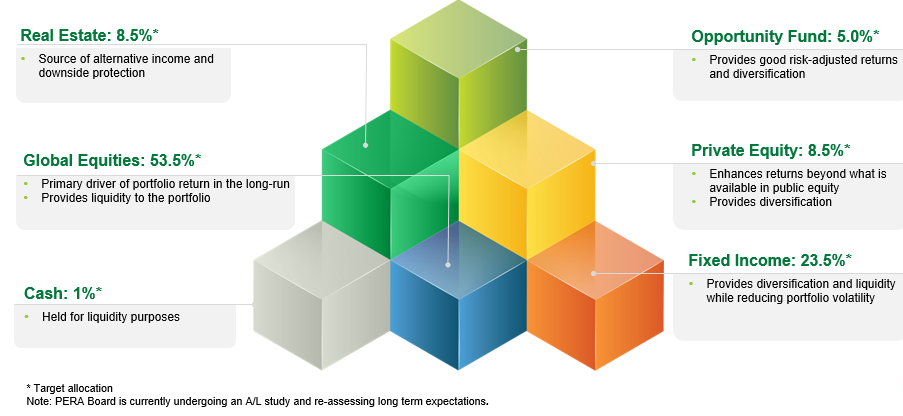 Real Estate: 8.5%*
• Source of alternative income and
downside protection
Global Equities: 53.5%*
• Primary driver of portfolio return in the long-run
• Provides liquidity to the portfolio
Cash: 1%*
• Held for liquidity purposes
Opportunity Fund: 5.0%*
• Provides good risk-adjusted returns
and diversification
Private Equity: 8.5%*
• Enhances returns beyond what is
available in public equity
• Provides diversification
Fixed Income: 23.5%*
• Provides diversification and liquidity
while reducing portfolio volatility
* Target allocation
Note: PERA Board is currently undergoing an A/L study and re-assessing long term expectations.